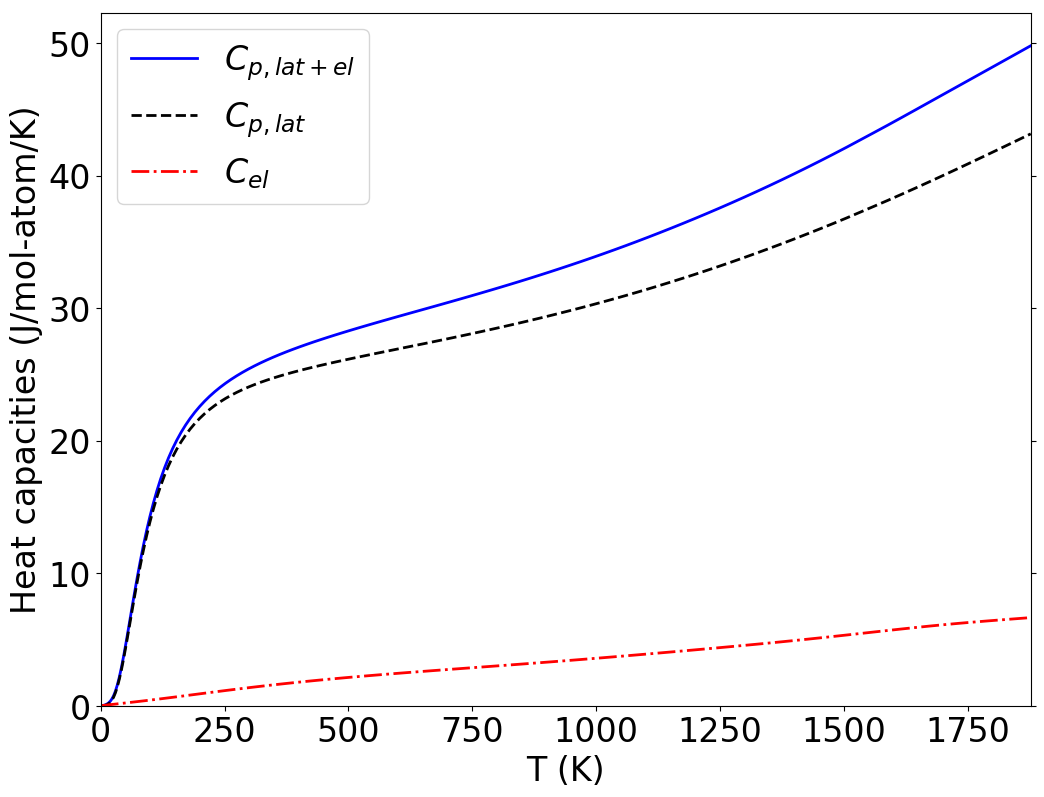 Heat capacities (J/mol-atom/K)
50
40
30
20
10
0
C_{p, lat + el}
C_{p, lat}
C_{el}
0 250 500 750 1000 1250 1500 1750
T (K)